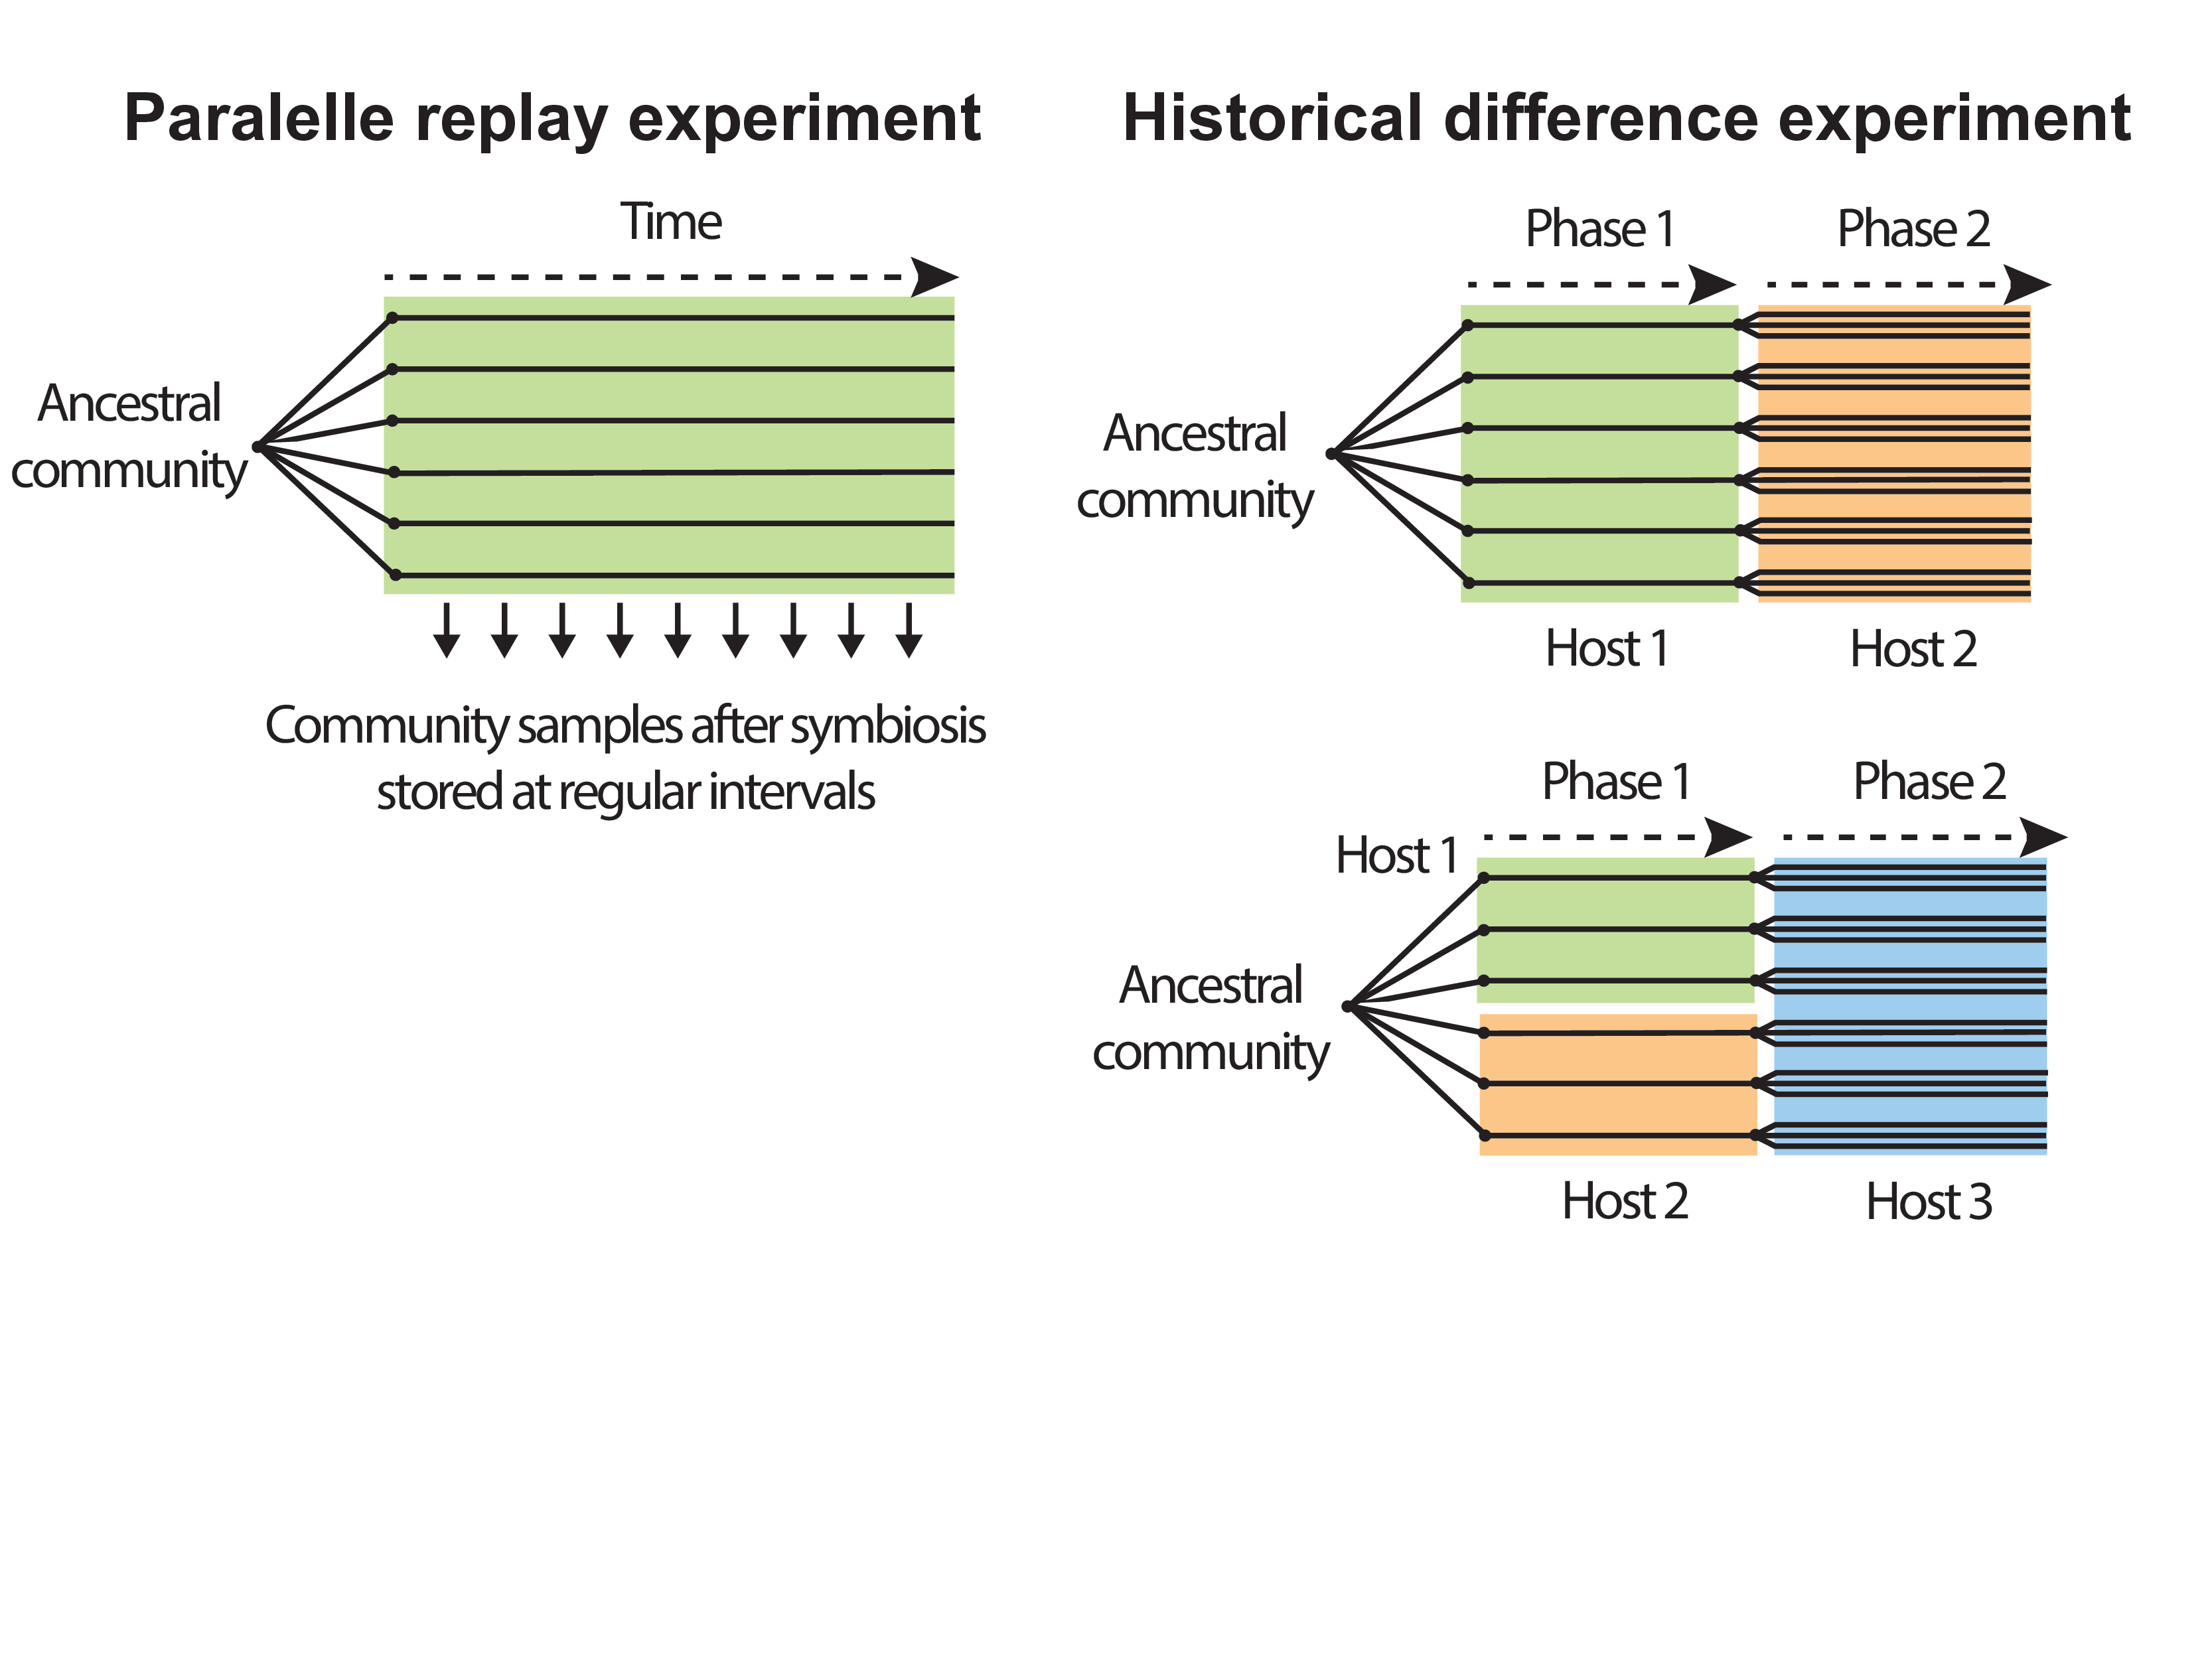 Paralelle replay experiment
Time
Ancestral
community
Community samples after symbiosis
stored at regular intervals
Historical difference experiment
Phase 1
Phase 2
Ancestral
community
Host 1
Host 2
Phase 1
Phase 2
Host 1
Ancestral
community
Host 2
Host 3